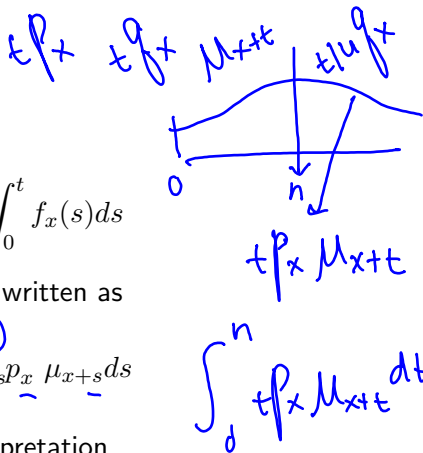 tPx tqx μx+t t|uqx
0 n
∫₀ᵗ fx(s)ds
tPx μx+t
written as
)
sPx μx+sds
∫ n d tPx μx+t dt
pretation